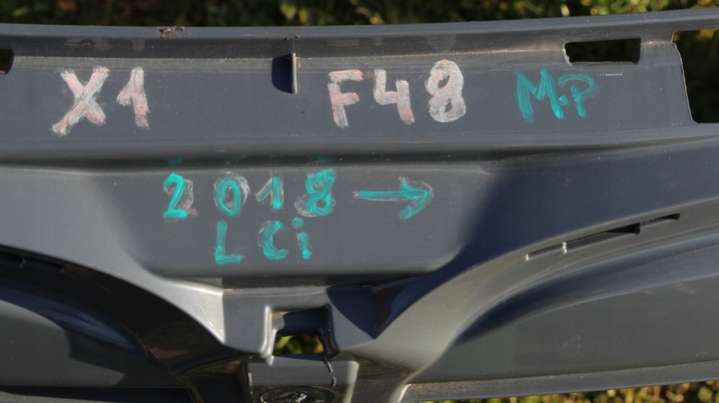 X1 F48 M.P
2018 →
LCi